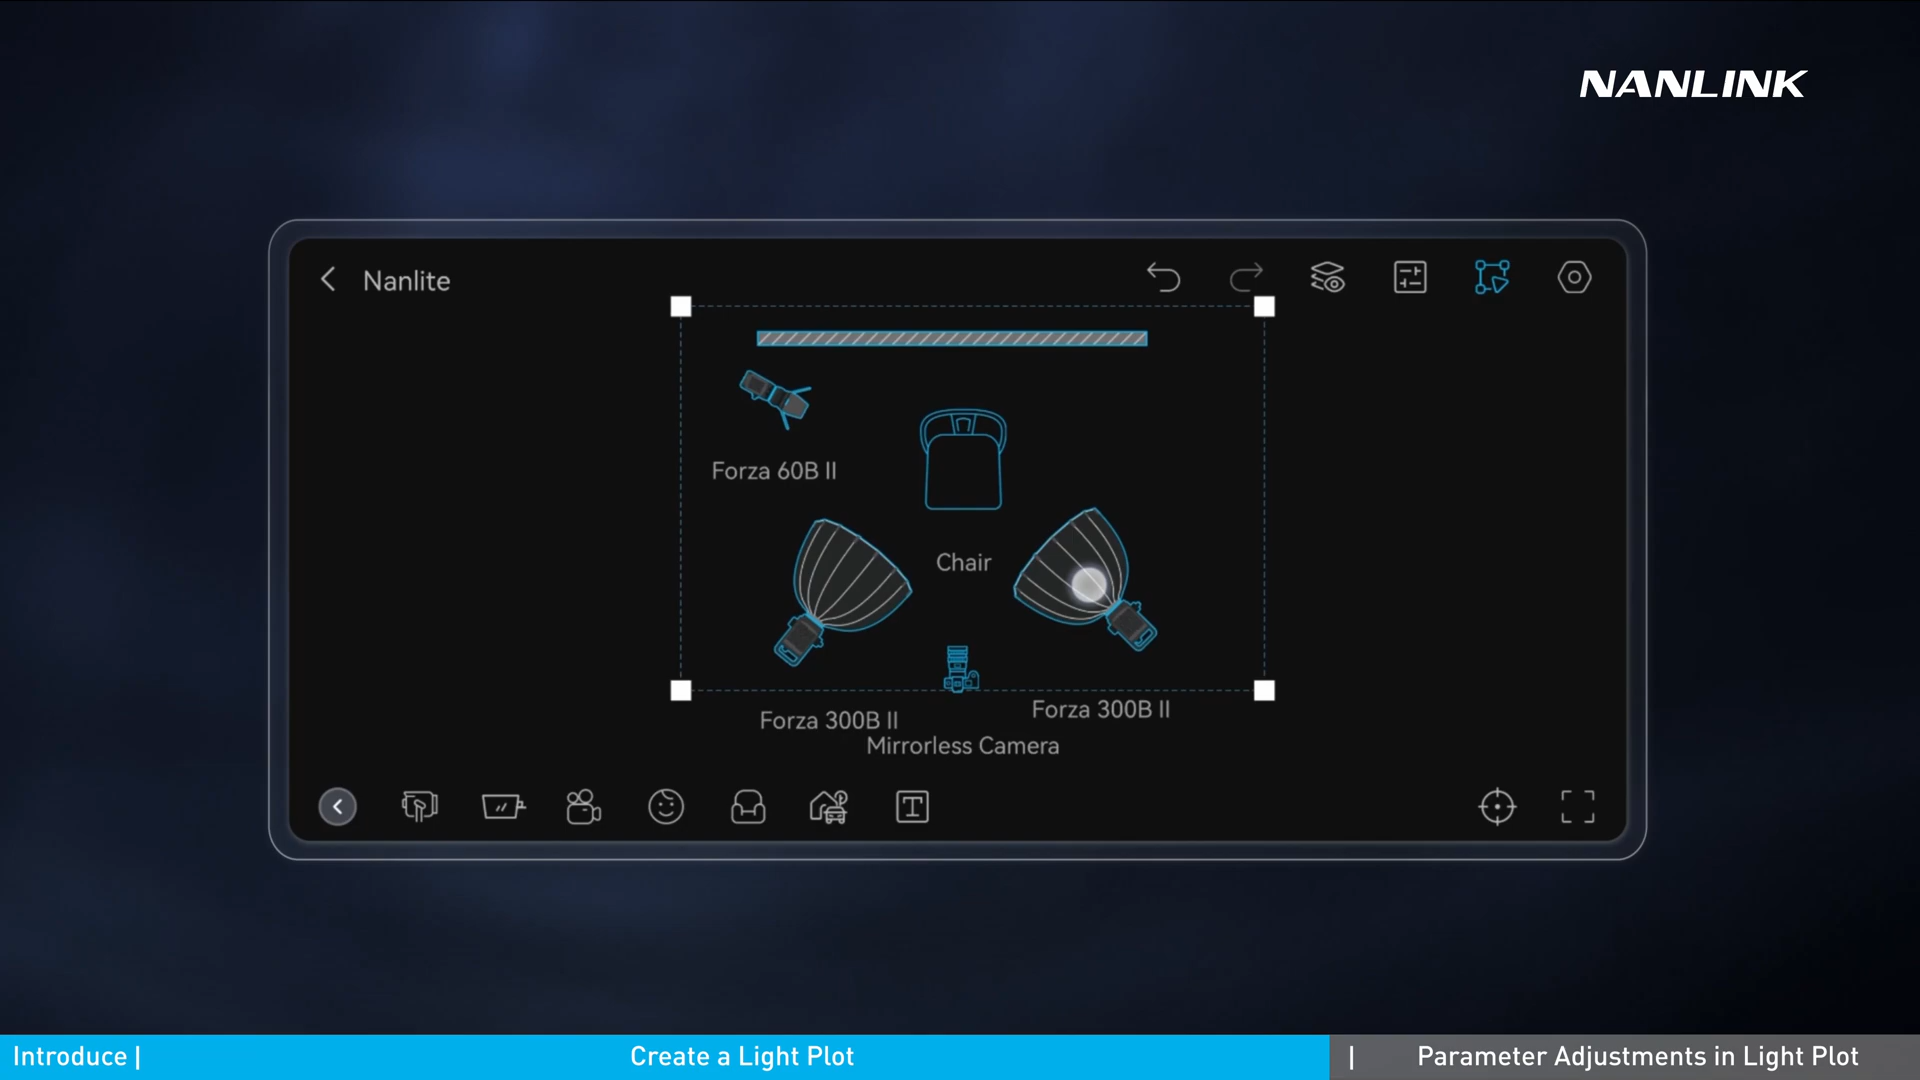 NANLINK
Nanlite
Forza 60B II
Chair
Forza 300B II
Forza 300B II
Mirrorless Camera
T
Introduce |
Create a Light Plot
| Parameter Adjustments in Light Plot